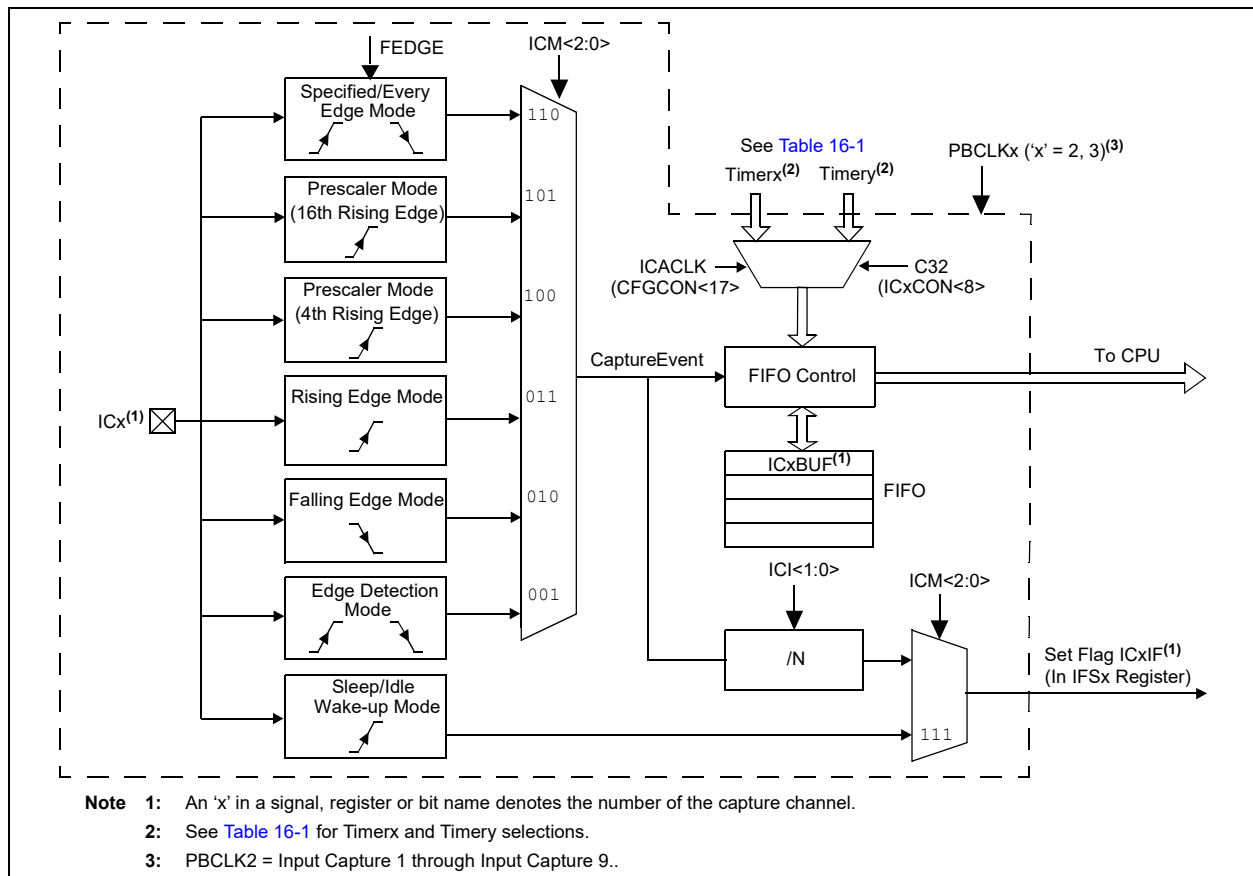 FEDGE
ICM<2:0>
Specified/Every
Edge Mode
110
Prescaler Mode
(16th Rising Edge)
101
Prescaler Mode
(4th Rising Edge)
100
Rising Edge Mode
011
ICx(1)
Falling Edge Mode
010
Edge Detection
Mode
001
Sleep/Idle
Wake-up Mode
See Table 16-1
Timerx(2) Timery(2)
PBCLKx (‘x’ = 2, 3)(3)
ICACLK
(CFGCON<17>
C32
(ICxCON<8>
CaptureEvent
FIFO Control
To CPU
ICxBUF(1)
FIFO
ICI<1:0>
ICM<2:0>
/N
111
Set Flag ICxIF(1)
(In IFSx Register)
Note 1: An ‘x’ in a signal, register or bit name denotes the number of the capture channel.
2: See Table 16-1 for Timerx and Timery selections.
3: PBCLK2 = Input Capture 1 through Input Capture 9..